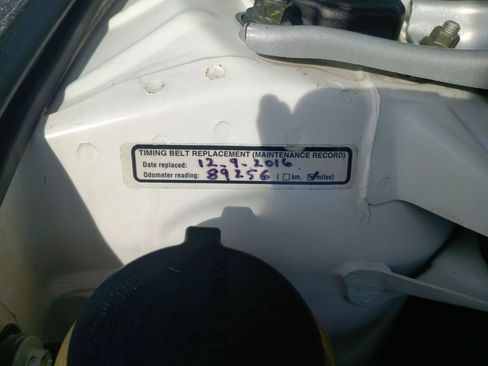 TIMING BELT REPLACEMENT (MAINTENANCE RECORD)
Date replaced: 12-9-2016
Odometer reading: 89256 (☐km, ☑miles)